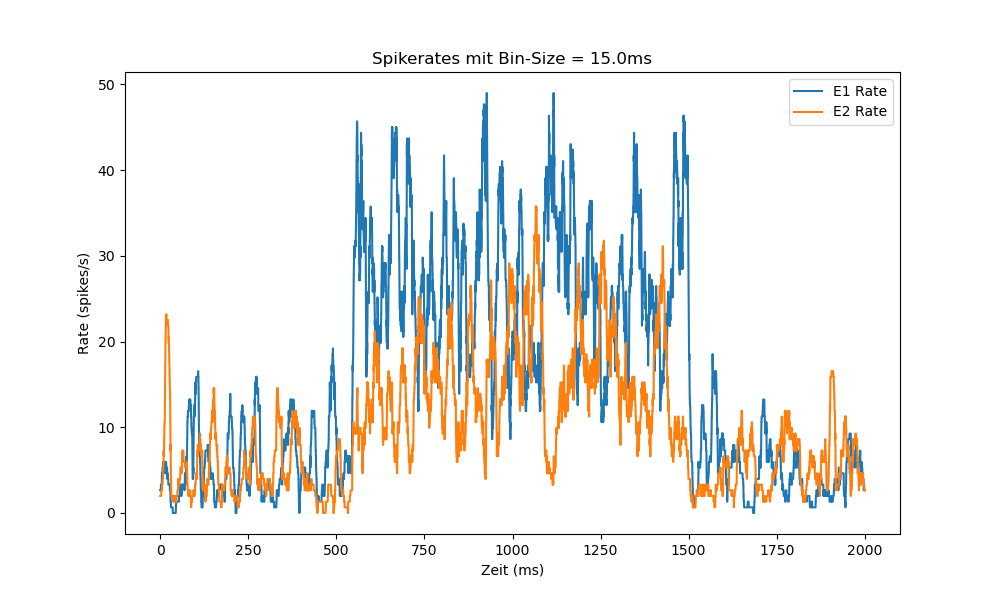 Spikerates mit Bin-Size = 15.0ms
E1 Rate
E2 Rate
50
40
30
20
10
0
Rate (spikes/s)
0 250 500 750 1000 1250 1500 1750 2000
Zeit (ms)